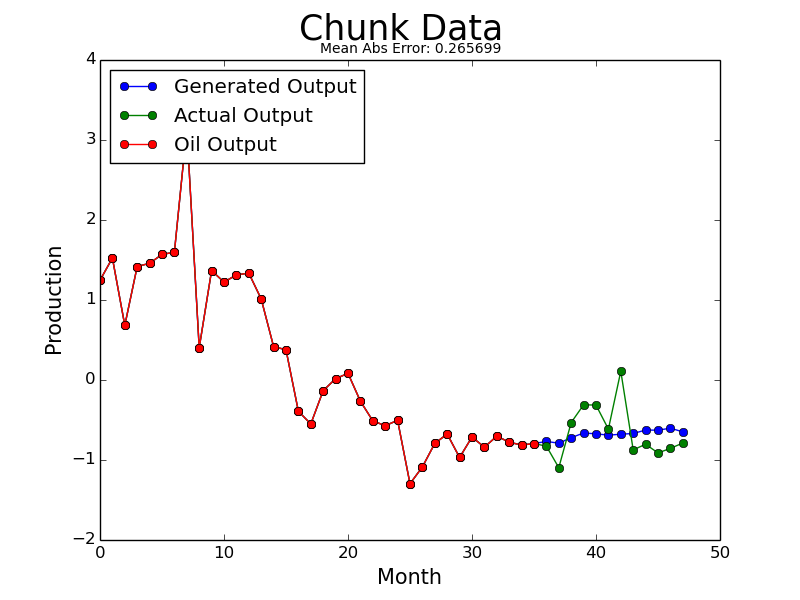 Chunk Data
Mean Abs Error: 0.265699
Generated Output
Actual Output
Oil Output
Production
4
3
2
1
0
−1
−2
0 10 20 30 40 50
Month